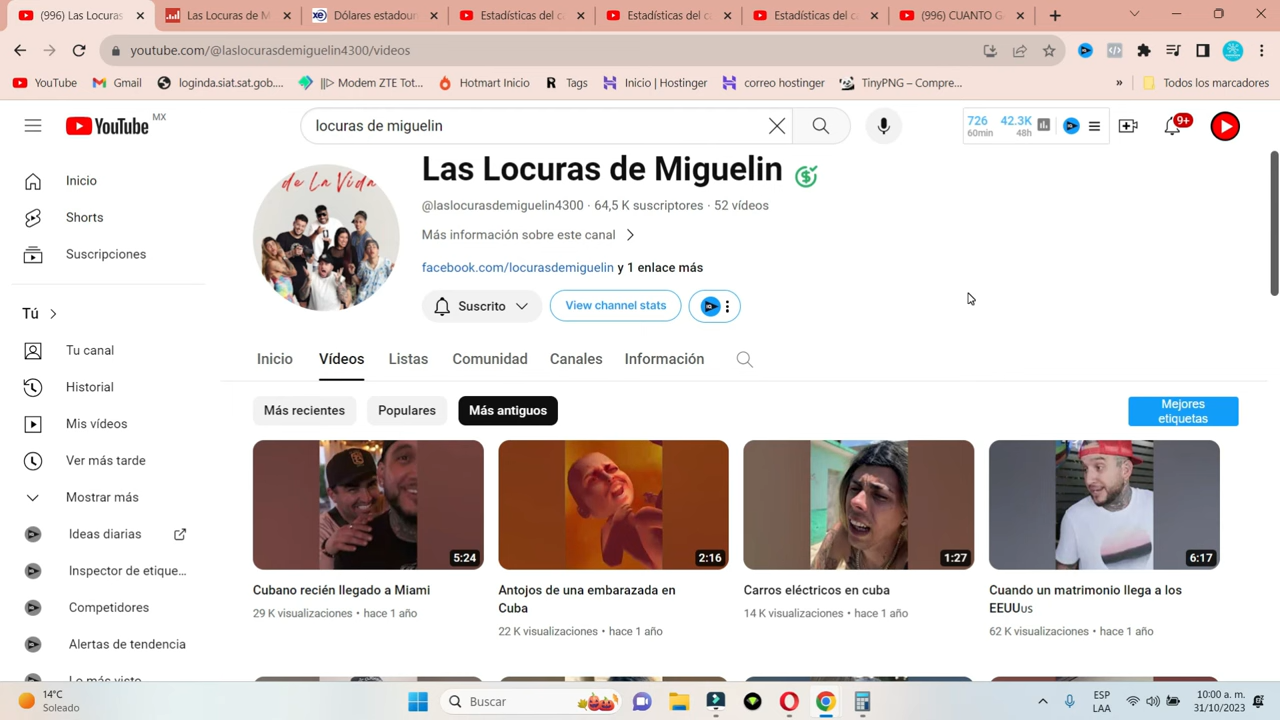 (996) Las Locuras
Las Locuras de M
Dólares estadour
Estadísticas del c
Estadísticas del c
Estadísticas del c
(996) CUANTO G
youtube.com/@laslocurasdemiguelin4300/videos
YouTube
Gmail
loginda.siat.sat.gob....
|| Modem ZTE Tot...
Hotmart Inicio
R Tags
Inicio | Hostinger
correo hostinger
TinyPNG – Compre...
»
Todos los marcadores
YouTube MX
locuras de miguelin
726
60min
42.3K
48h
9+
Inicio
Shorts
Suscripciones
Tú
Tu canal
Historial
Mis vídeos
Ver más tarde
Mostrar más
Ideas diarias
Inspector de etique...
Competidores
Alertas de tendencia
Lo más visto
de La Vida
Las Locuras de Miguelin
@laslocurasdemiguelin4300 · 64,5 K suscriptores · 52 vídeos
Más información sobre este canal
facebook.com/locurasdemiguelin y 1 enlace más
Suscrito
View channel stats
Inicio
Vídeos
Listas
Comunidad
Canales
Información
Más recientes
Populares
Más antiguos
Mejores
etiquetas
5:24
2:16
1:27
6:17
Cubano recién llegado a Miami
29 K visualizaciones • hace 1 año
Antojos de una embarazada en
Cuba
22 K visualizaciones • hace 1 año
Carros eléctricos en cuba
14 K visualizaciones • hace 1 año
Cuando un matrimonio llega a los
EEUUus
62 K visualizaciones • hace 1 año
14°C
Soleado
Buscar
ESP
LAA
10:00 a. m.
31/10/2023